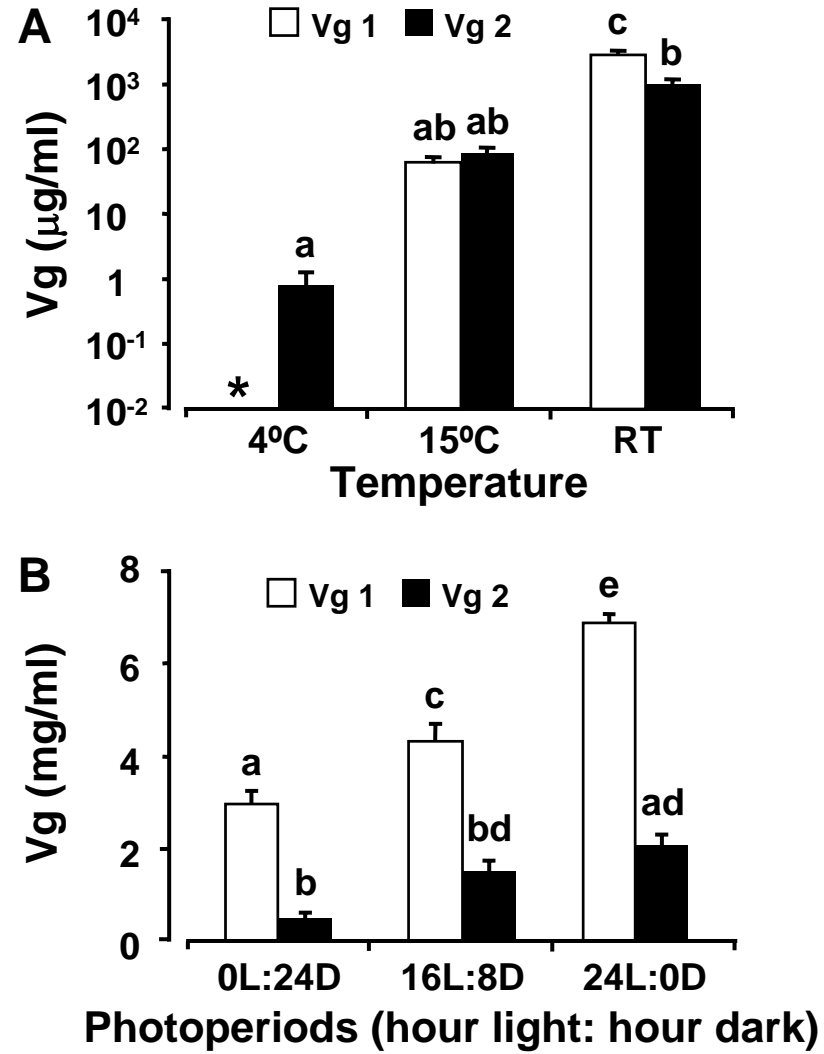 A
Vg 1 Vg 2
Vg (µg/ml)
10⁴
10³
10²
10
1
10⁻¹
10⁻²
*
a
ab ab
c
b
4ºC 15ºC RT
Temperature
B
Vg 1 Vg 2
Vg (mg/ml)
8
6
4
2
0
a
b
c
bd
e
ad
0L:24D 16L:8D 24L:0D
Photoperiods (hour light: hour dark)